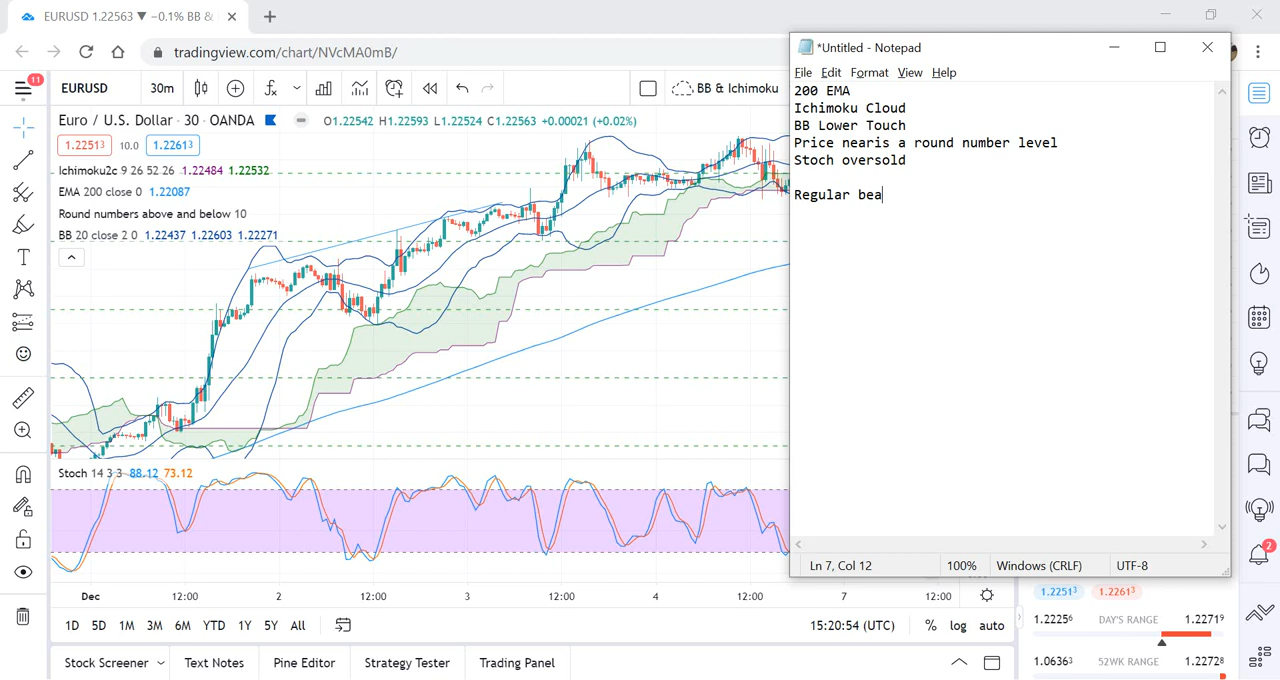 EURUSD 1.22563 ▼ −0.1% BB &
tradingview.com/chart/NVcMA0mB/
*Untitled - Notepad
File Edit Format View Help
200 EMA
Ichimoku Cloud
BB Lower Touch
Price nearis a round number level
Stoch oversold
Regular bea
Ln 7, Col 12 100% Windows (CRLF) UTF-8
11
EURUSD 30m BB & Ichimoku
Euro / U.S. Dollar · 30 · OANDA O1.22542 H1.22593 L1.22524 C1.22563 +0.00021 (+0.02%)
1.22513 10.0 1.22613
Ichimoku2c 9 26 52 26 1.22484 1.22532
EMA 200 close 0 1.22087
Round numbers above and below 10
BB 20 close 2 0 1.22437 1.22603 1.22271
Stoch 14 3 3 88.12 73.12
Dec 12:00 2 12:00 3 12:00 4 12:00 7 12:00
1D 5D 1M 3M 6M YTD 1Y 5Y All 15:20:54 (UTC) % log auto
Stock Screener Text Notes Pine Editor Strategy Tester Trading Panel
2
1.22513 1.22613
1.22256 DAY'S RANGE 1.22719
1.06363 52WK RANGE 1.22728